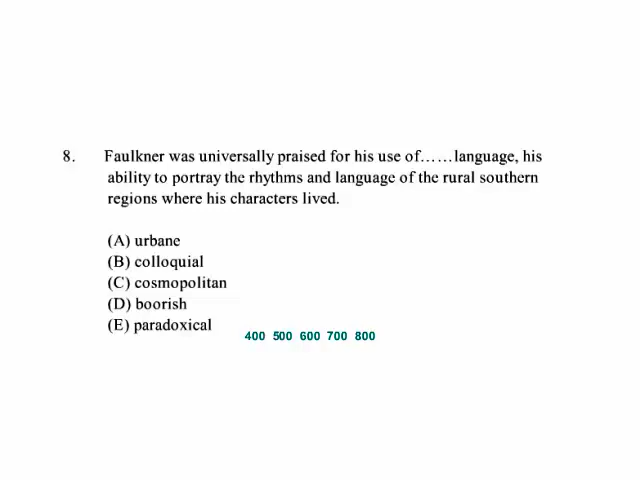 8. Faulkner was universally praised for his use of……language, his
ability to portray the rhythms and language of the rural southern
regions where his characters lived.
(A) urbane
(B) colloquial
(C) cosmopolitan
(D) boorish
(E) paradoxical
400 500 600 700 800